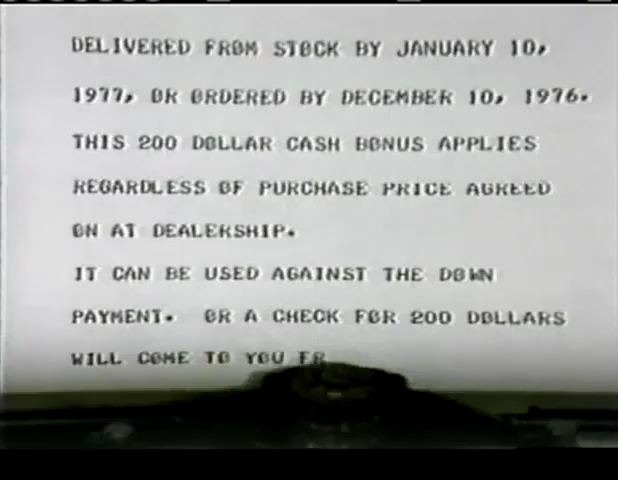 DELIVERED FROM STOCK BY JANUARY 10,
1977, OR ORDERED BY DECEMBER 10, 1976.
THIS 200 DOLLAR CASH BONUS APPLIES
REGARDLESS OF PURCHASE PRICE AGREED
ON AT DEALERSHIP.
IT CAN BE USED AGAINST THE DOWN
PAYMENT. OR A CHECK FOR 200 DOLLARS
WILL COME TO YOU FR